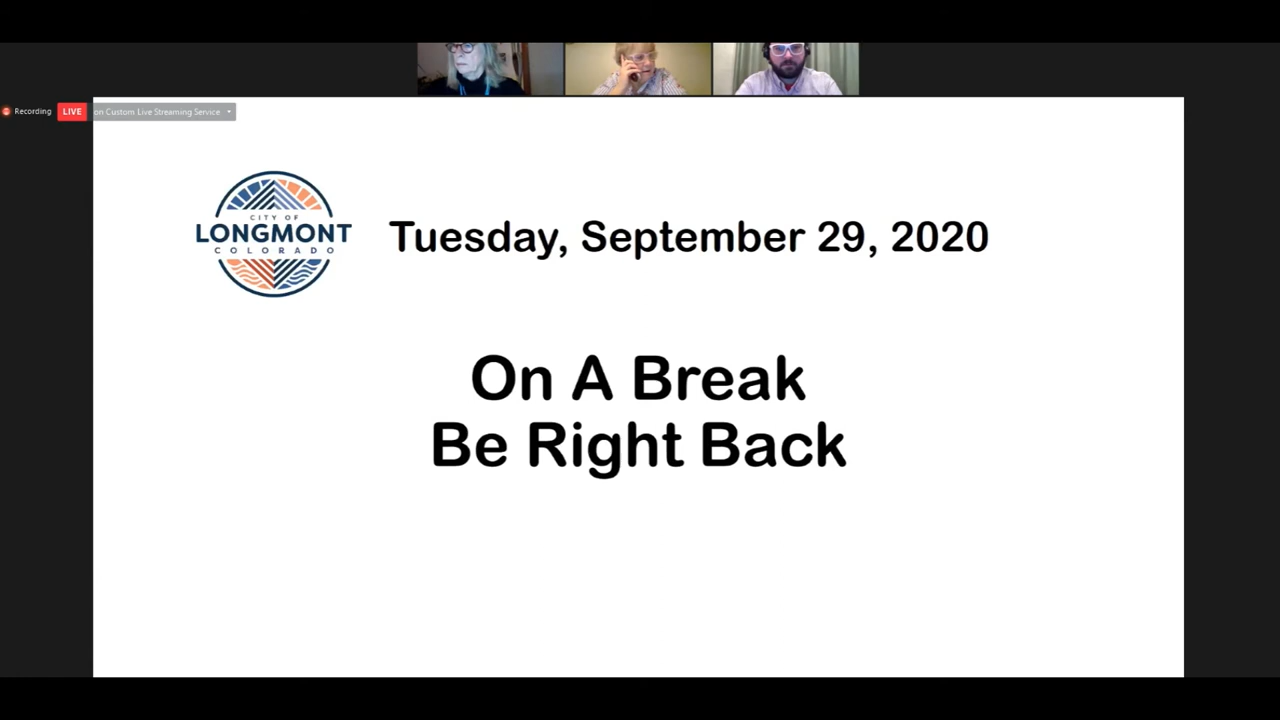 Recording
LIVE
on Custom Live Streaming Service
CITY OF
LONGMONT
COLORADO
Tuesday, September 29, 2020
On A Break
Be Right Back